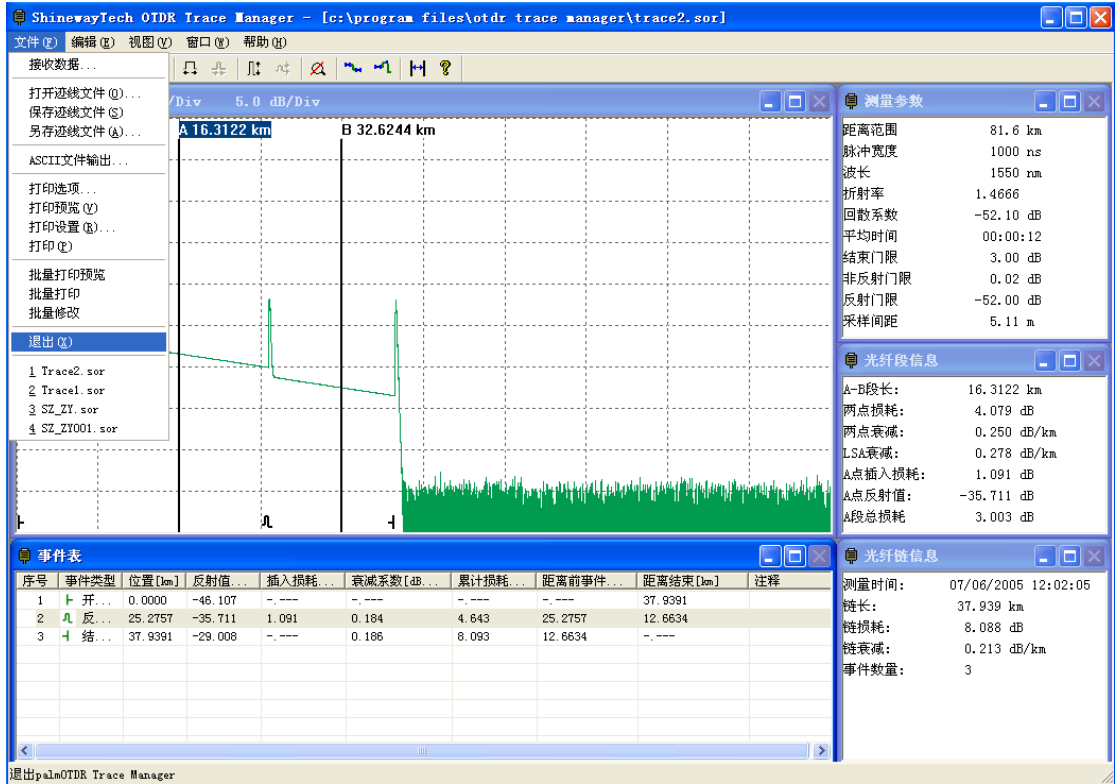 ShinewayTech OTDR Trace Manager - [c:\program files\otdr trace manager\trace2.sor]
文件(F) 编辑(E) 视图(V) 窗口(W) 帮助(H)
接收数据...
打开迹线文件(O)...
保存迹线文件(S)
另存迹线文件(A)...
ASCII文件输出...
打印选项...
打印预览(V)
打印设置(R)...
打印(P)
批量打印预览
批量打印
批量修改
退出(X)
1 Trace2.sor
2 Trace1.sor
3 SZ_ZY.sor
4 SZ_ZY001.sor
/Div 5.0 dB/Div
A 16.3122 km B 32.6244 km
测量参数
距离范围 81.6 km
脉冲宽度 1000 ns
波长 1550 nm
折射率 1.4666
回散系数 -52.10 dB
平均时间 00:00:12
结束门限 3.00 dB
非反射门限 0.02 dB
反射门限 -52.00 dB
采样间距 5.11 m
光纤段信息
A-B段长: 16.3122 km
两点损耗: 4.079 dB
两点衰减: 0.250 dB/km
LSA衰减: 0.278 dB/km
A点插入损耗: 1.091 dB
A点反射值: -35.711 dB
A段总损耗 3.003 dB
事件表
序号 事件类型 位置[km] 反射值... 插入损耗... 衰减系数[dB... 累计损耗... 距离前事件... 距离结束[km] 注释
1 开... 0.0000 -46.107 -.--- -.--- -.--- -.--- 37.9391
2 反... 25.2757 -35.711 1.091 0.184 4.643 25.2757 12.6634
3 结... 37.9391 -29.008 -.--- 0.186 8.093 12.6634 -.---
光纤链信息
测量时间: 07/06/2005 12:02:05
链长: 37.939 km
链损耗: 8.088 dB
链衰减: 0.213 dB/km
事件数量: 3
退出palmOTDR Trace Manager